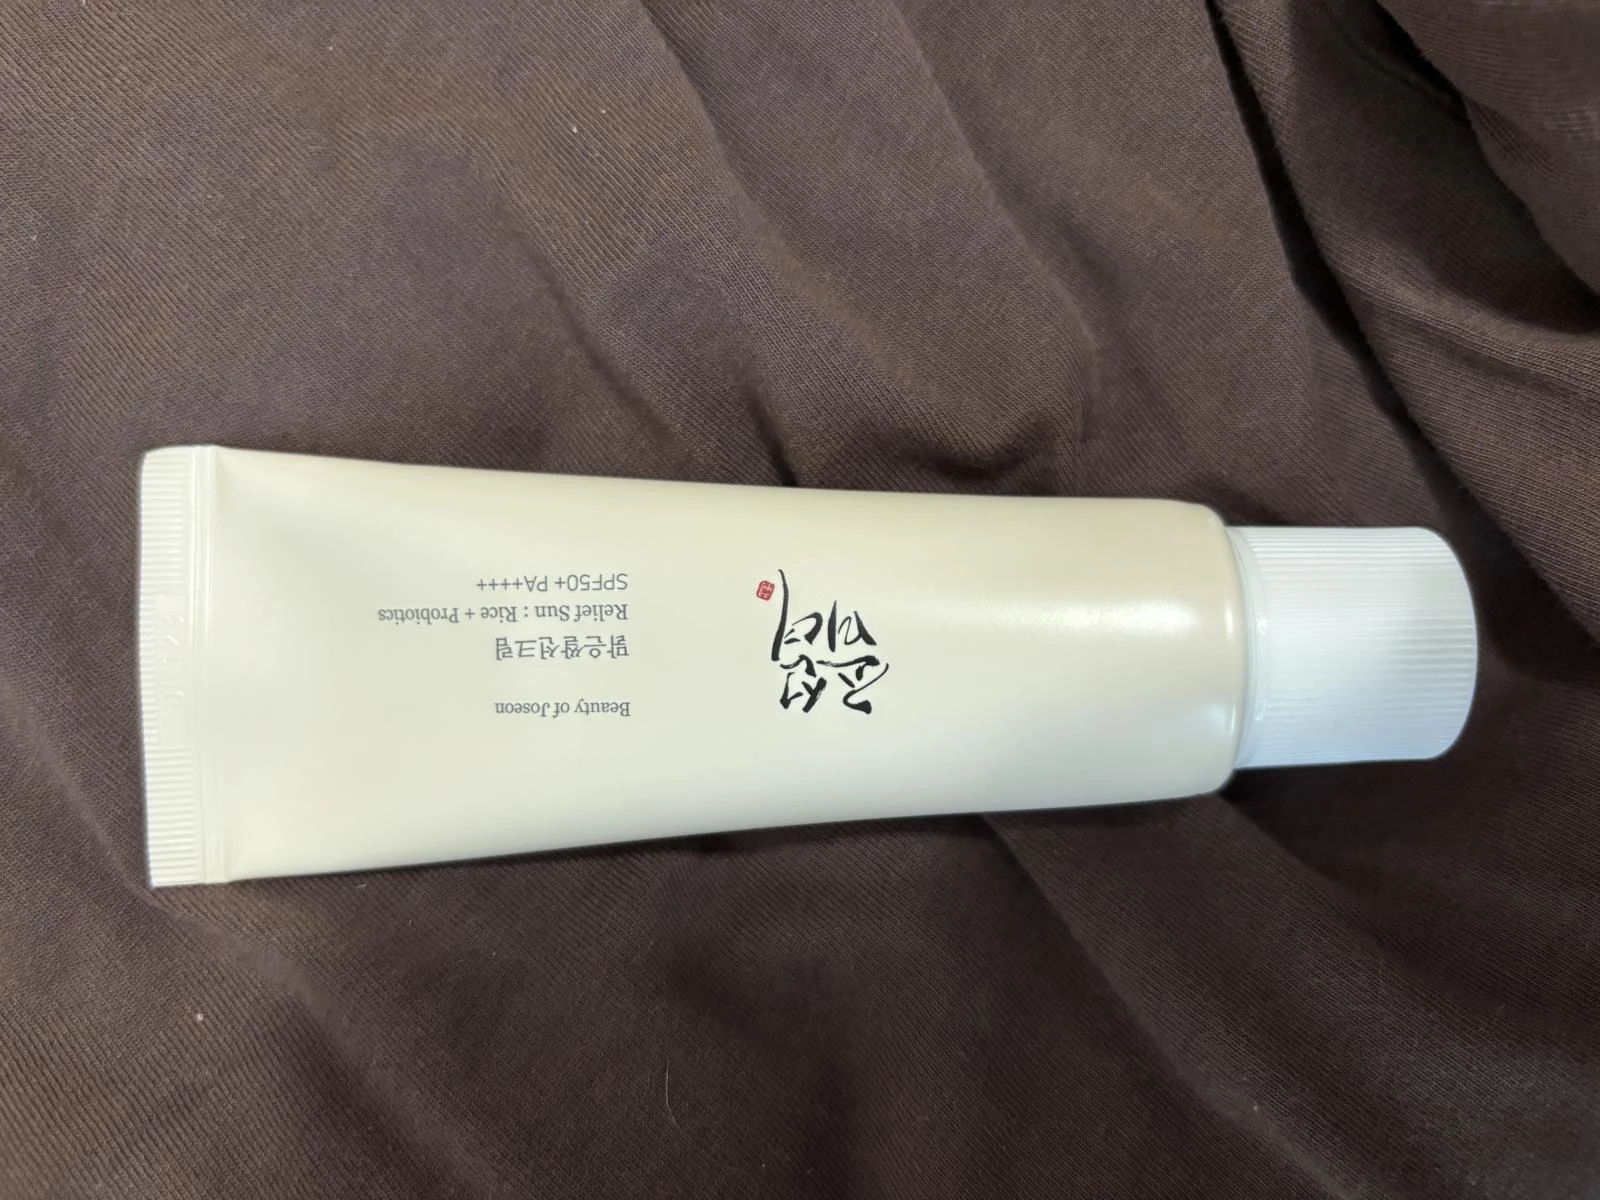 조선
미녀
Beauty of Joseon
맑은쌀선크림
Relief Sun : Rice + Probiotics
SPF50+ PA++++